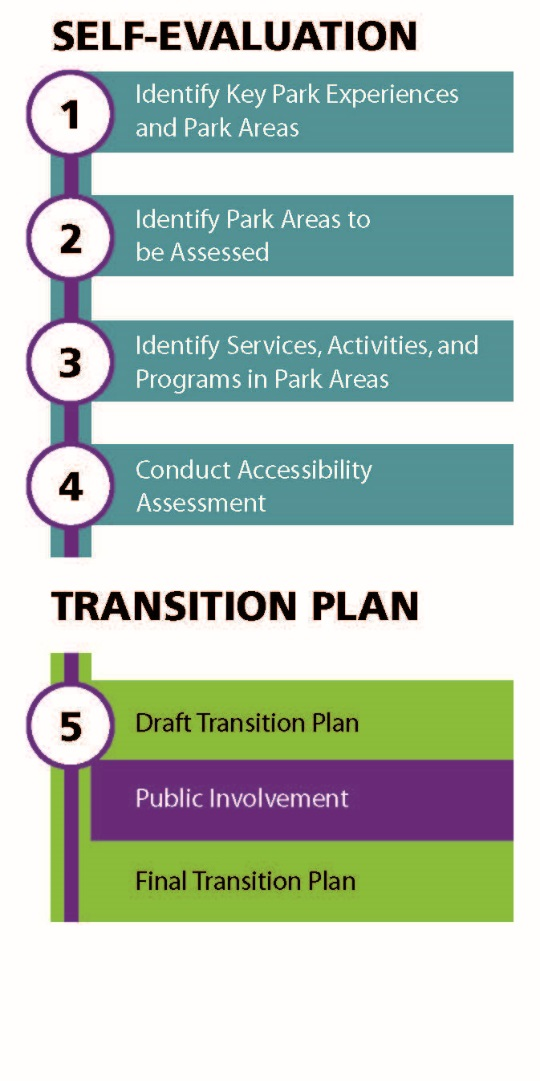 SELF-EVALUATION
1
Identify Key Park Experiences
and Park Areas
2
Identify Park Areas to
be Assessed
3
Identify Services, Activities, and
Programs in Park Areas
4
Conduct Accessibility
Assessment
TRANSITION PLAN
5
Draft Transition Plan
Public Involvement
Final Transition Plan